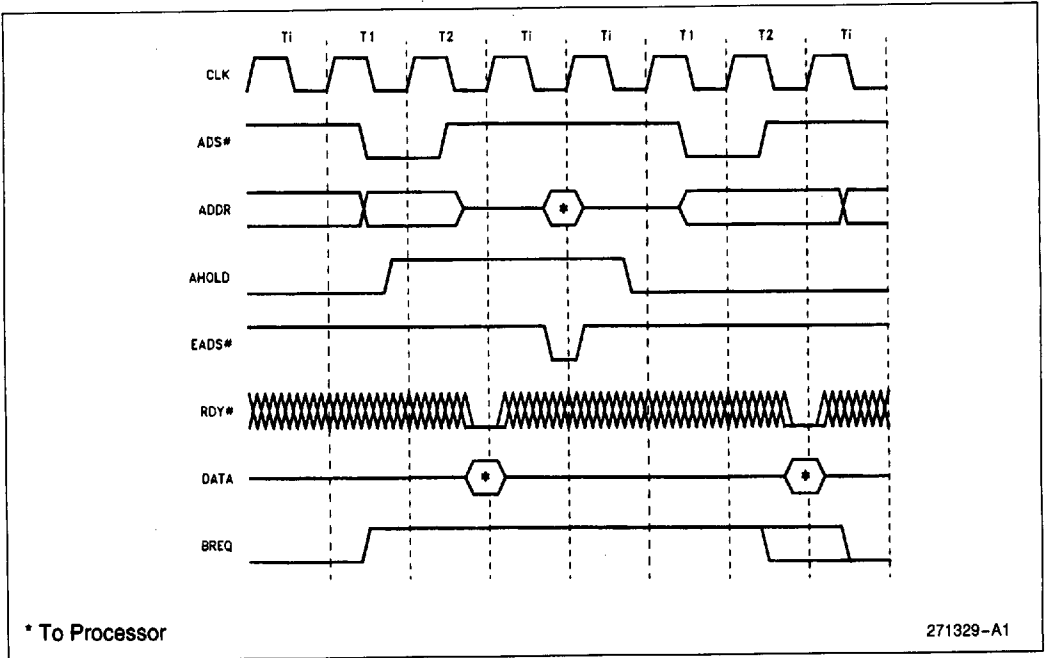 Ti T1 T2 Ti Ti T1 T2 Ti
CLK
ADS#
ADDR
*
AHOLD
EADS#
RDY#
DATA
* *
BREQ
* To Processor
271329-A1